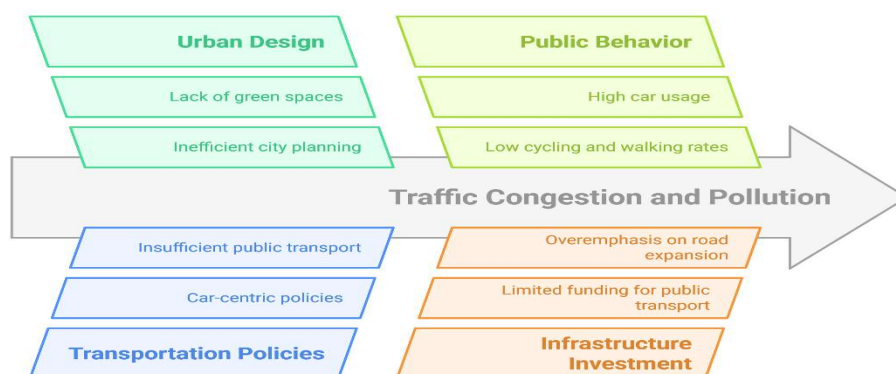 Urban Design
Lack of green spaces
Inefficient city planning
Public Behavior
High car usage
Low cycling and walking rates
Traffic Congestion and Pollution
Insufficient public transport
Car-centric policies
Transportation Policies
Overemphasis on road
expansion
Limited funding for public
transport
Infrastructure
Investment